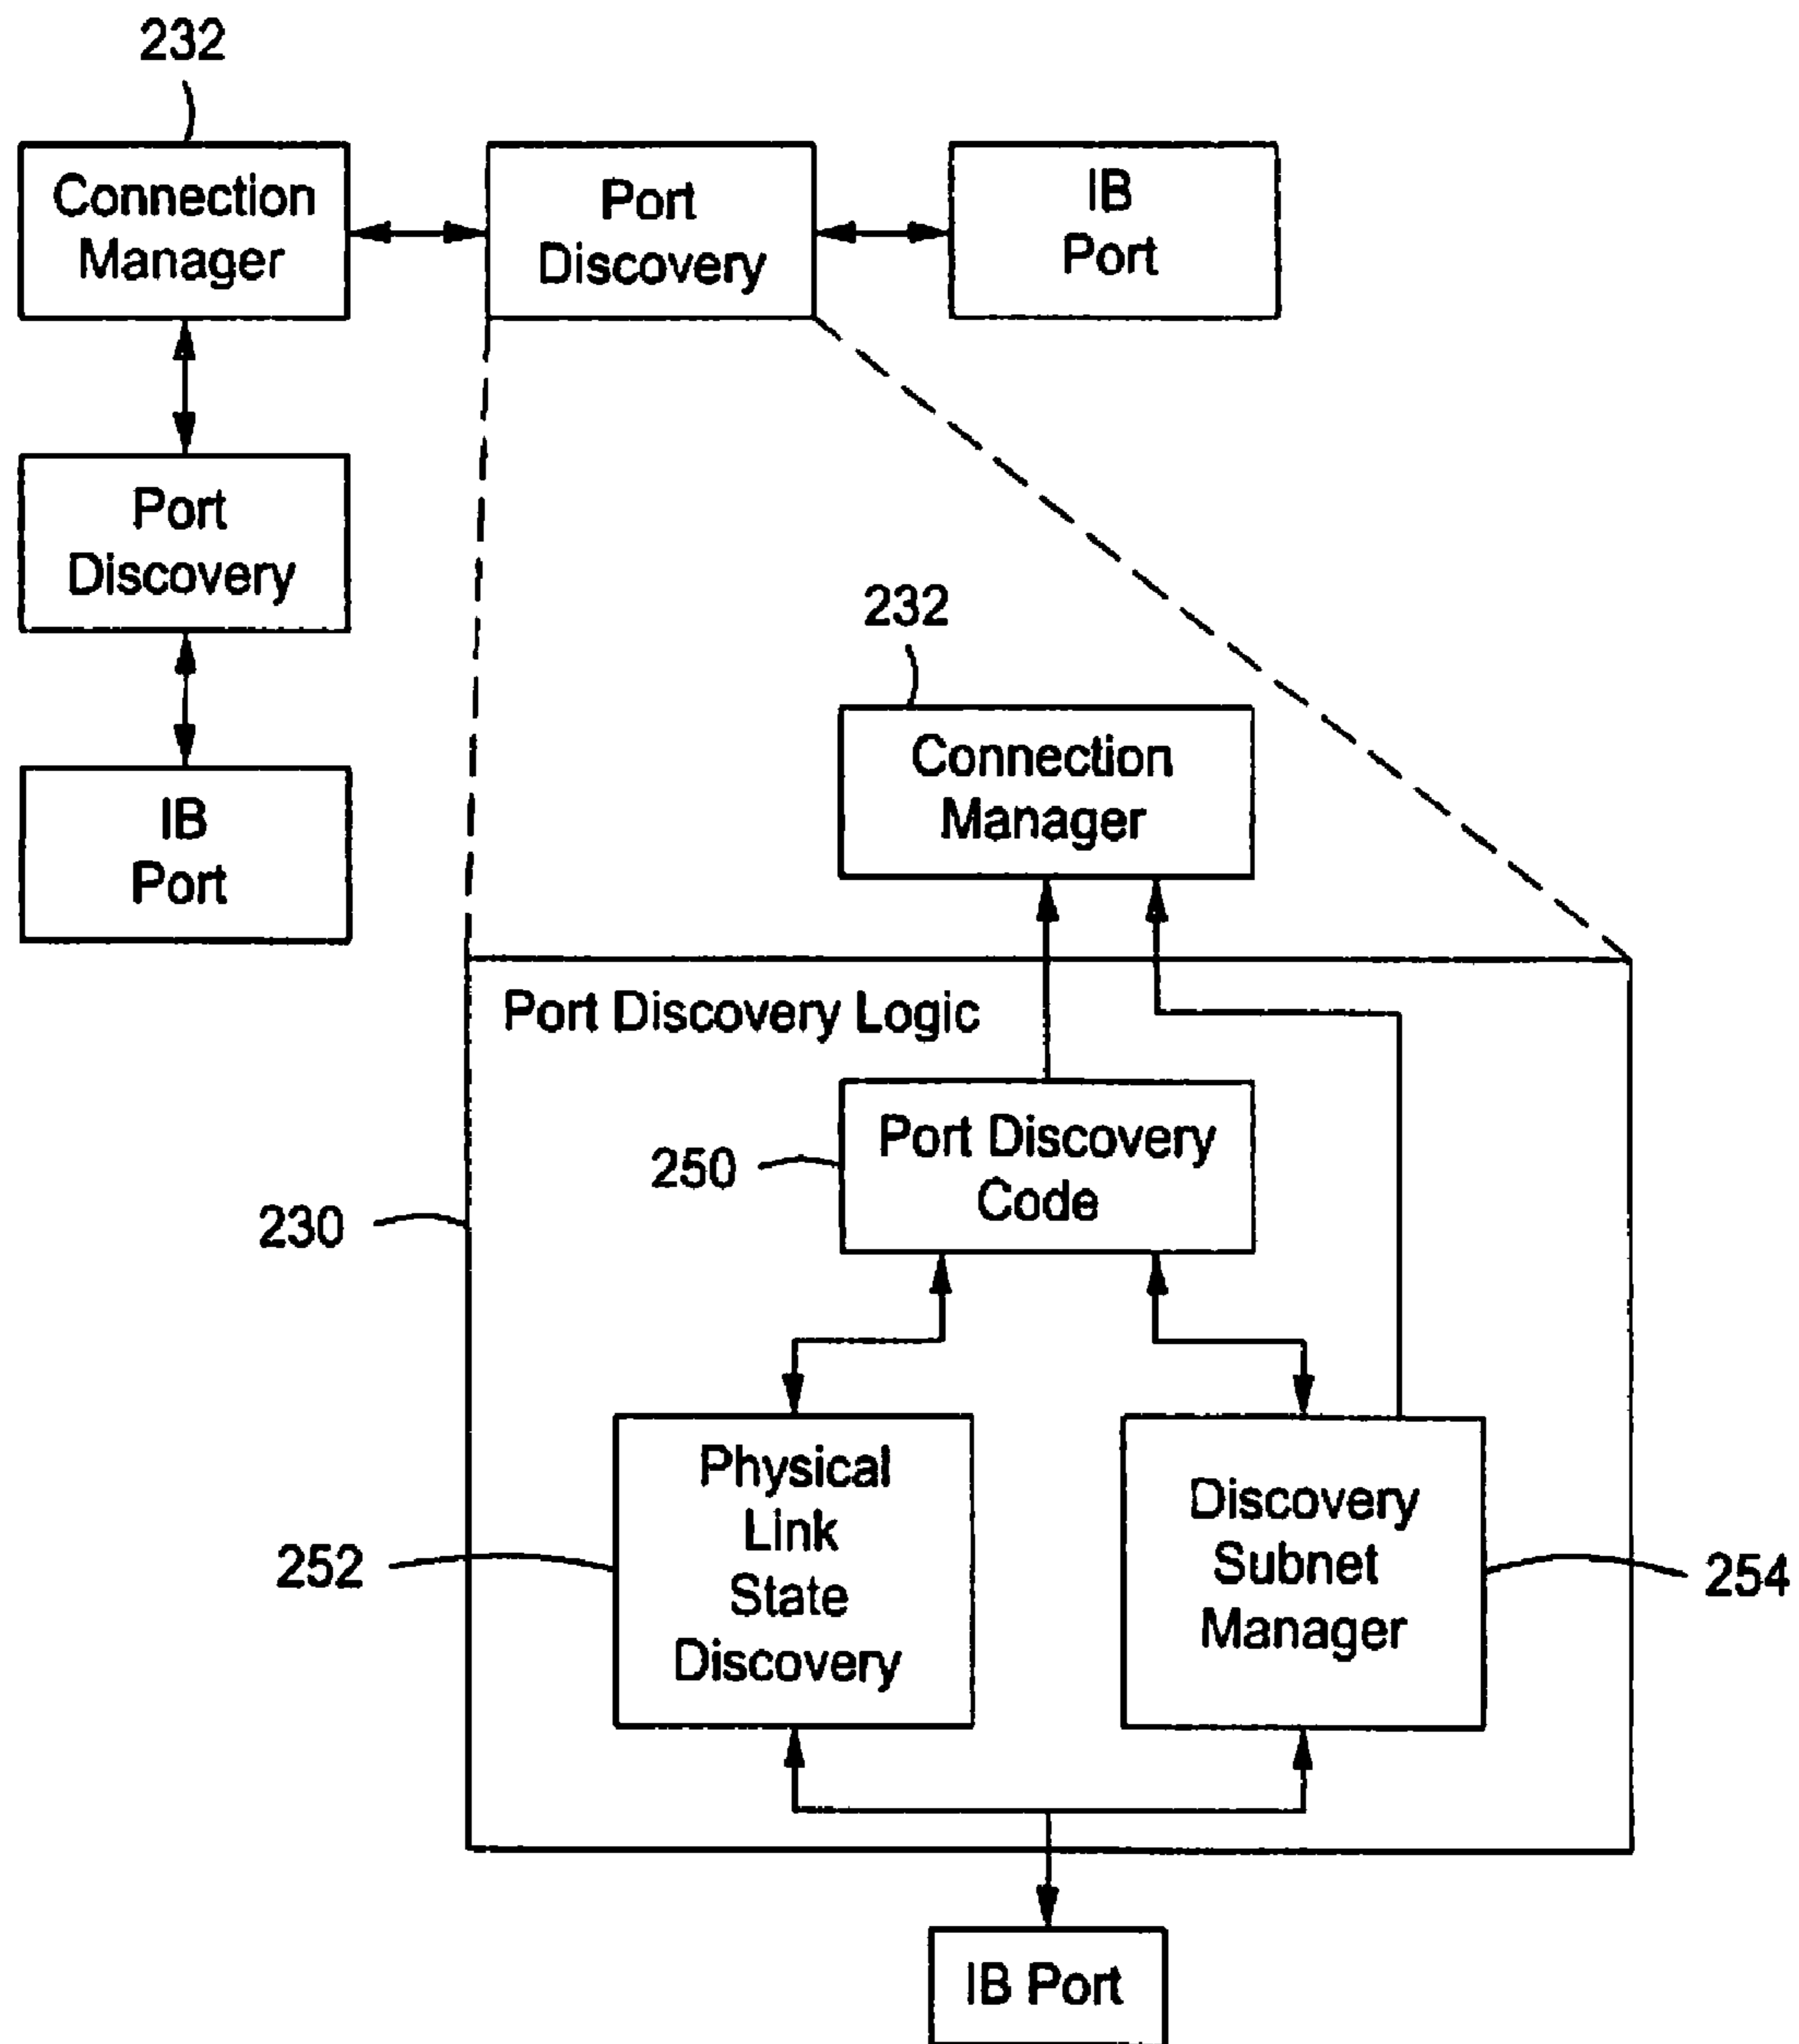 232
Connection
Manager
Port
Discovery
IB
Port
Port
Discovery
IB
Port
232
Connection
Manager
Port Discovery Logic
250
Port Discovery
Code
230
252
Physical
Link
State
Discovery
Discovery
Subnet
Manager
254
IB Port